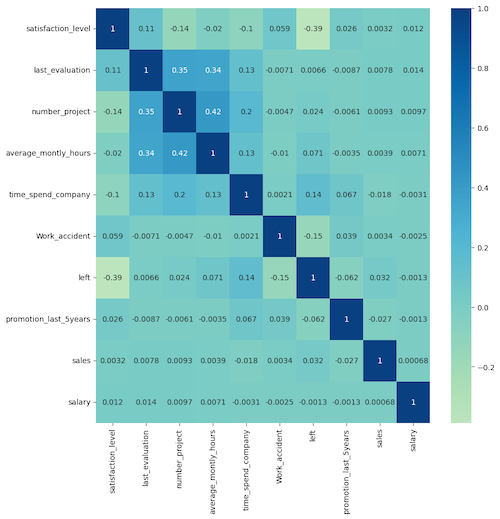 satisfaction_level 1 0.11 -0.14 -0.02 -0.1 0.059 -0.39 0.026 0.0032 0.012
last_evaluation 0.11 1 0.35 0.34 0.13 -0.0071 0.0066 -0.0087 0.0078 0.014
number_project -0.14 0.35 1 0.42 0.2 -0.0047 0.024 -0.0061 0.0093 0.0097
average_montly_hours -0.02 0.34 0.42 1 0.13 -0.01 0.071 -0.0035 0.0039 0.0071
time_spend_company -0.1 0.13 0.2 0.13 1 0.0021 0.14 0.067 -0.018 -0.0031
Work_accident 0.059 -0.0071 -0.0047 -0.01 0.0021 1 -0.15 0.039 0.0034 -0.0025
left -0.39 0.0066 0.024 0.071 0.14 -0.15 1 -0.062 0.032 -0.0013
promotion_last_5years 0.026 -0.0087 -0.0061 -0.0035 0.067 0.039 -0.062 1 -0.027 -0.0013
sales 0.0032 0.0078 0.0093 0.0039 -0.018 0.0034 0.032 -0.027 1 0.00068
salary 0.012 0.014 0.0097 0.0071 -0.0031 -0.0025 -0.0013 -0.0013 0.00068 1
satisfaction_level
last_evaluation
number_project
average_montly_hours
time_spend_company
Work_accident
left
promotion_last_5years
sales
salary
1.0
0.8
0.6
0.4
0.2
0.0
-0.2